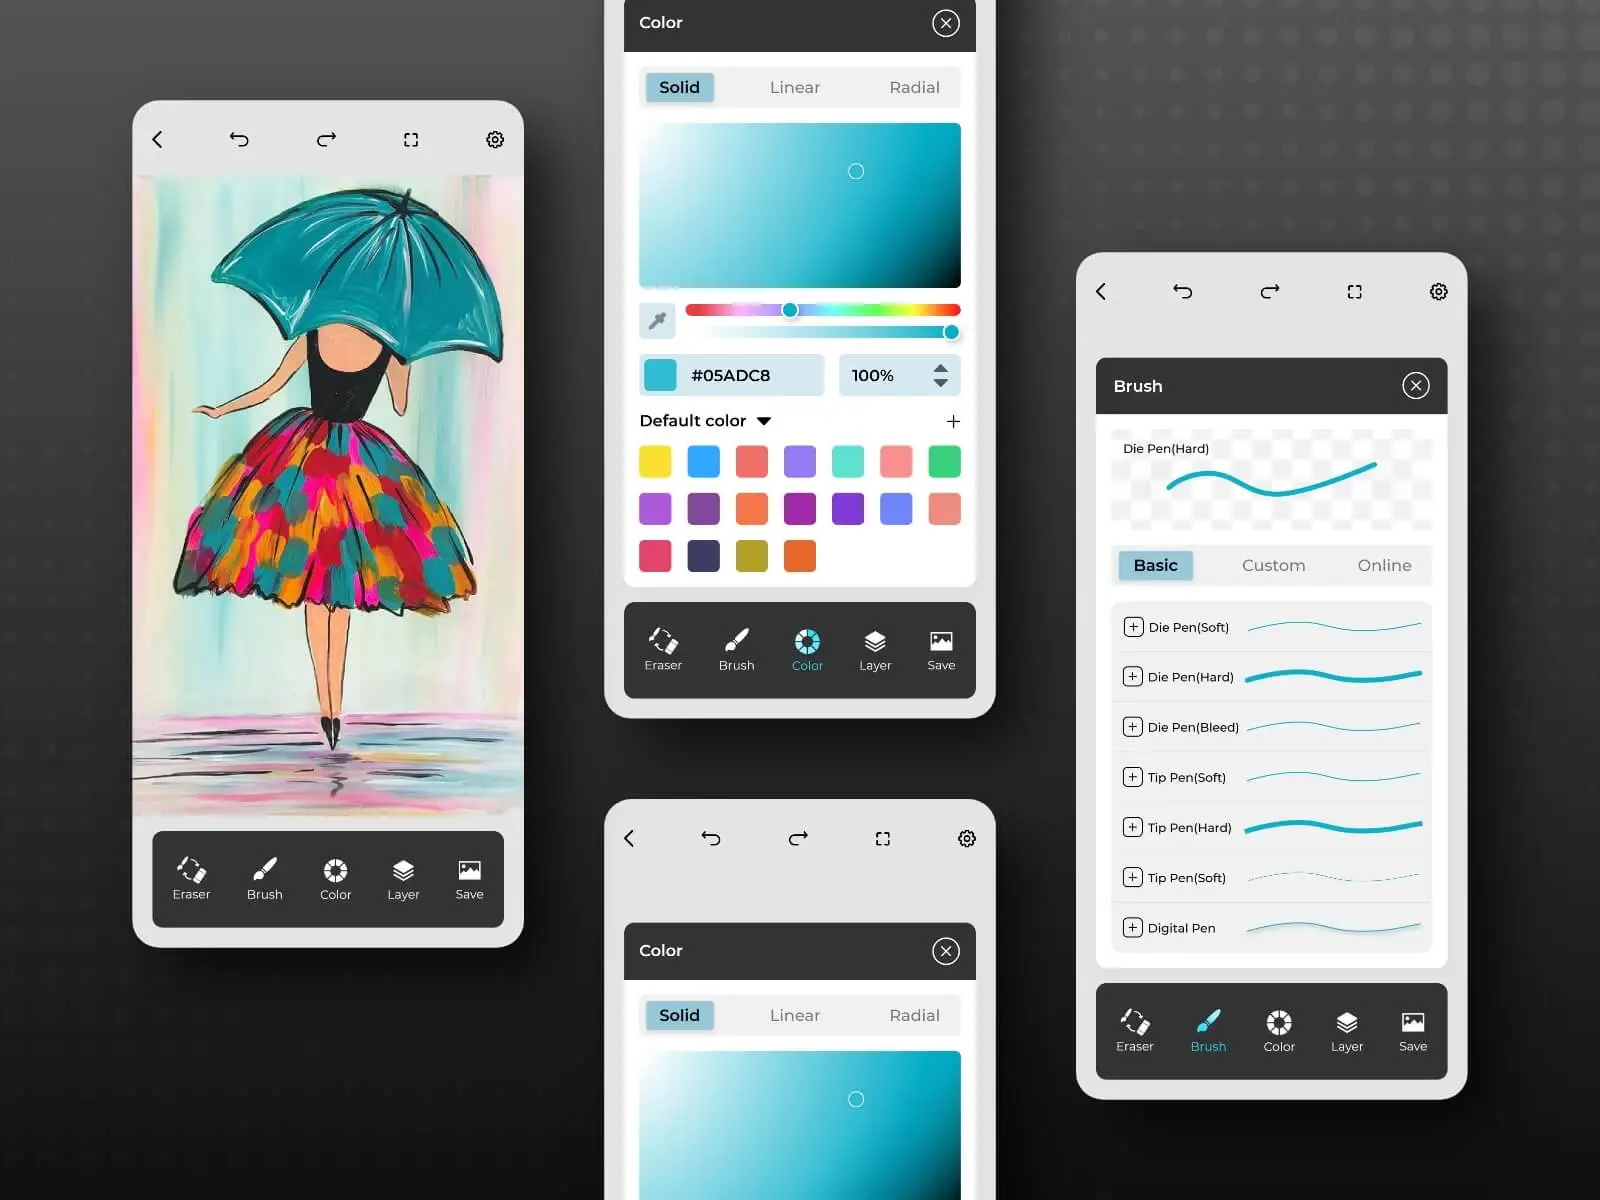 Eraser Brush Color Layer Save
Color
Solid Linear Radial
#05ADC8 100%
Default color
Eraser Brush Color Layer Save
Color
Solid Linear Radial
Brush
Die Pen(Hard)
Basic Custom Online
Die Pen(Soft)
Die Pen(Hard)
Die Pen(Bleed)
Tip Pen(Soft)
Tip Pen(Hard)
Tip Pen(Soft)
Digital Pen
Eraser Brush Color Layer Save